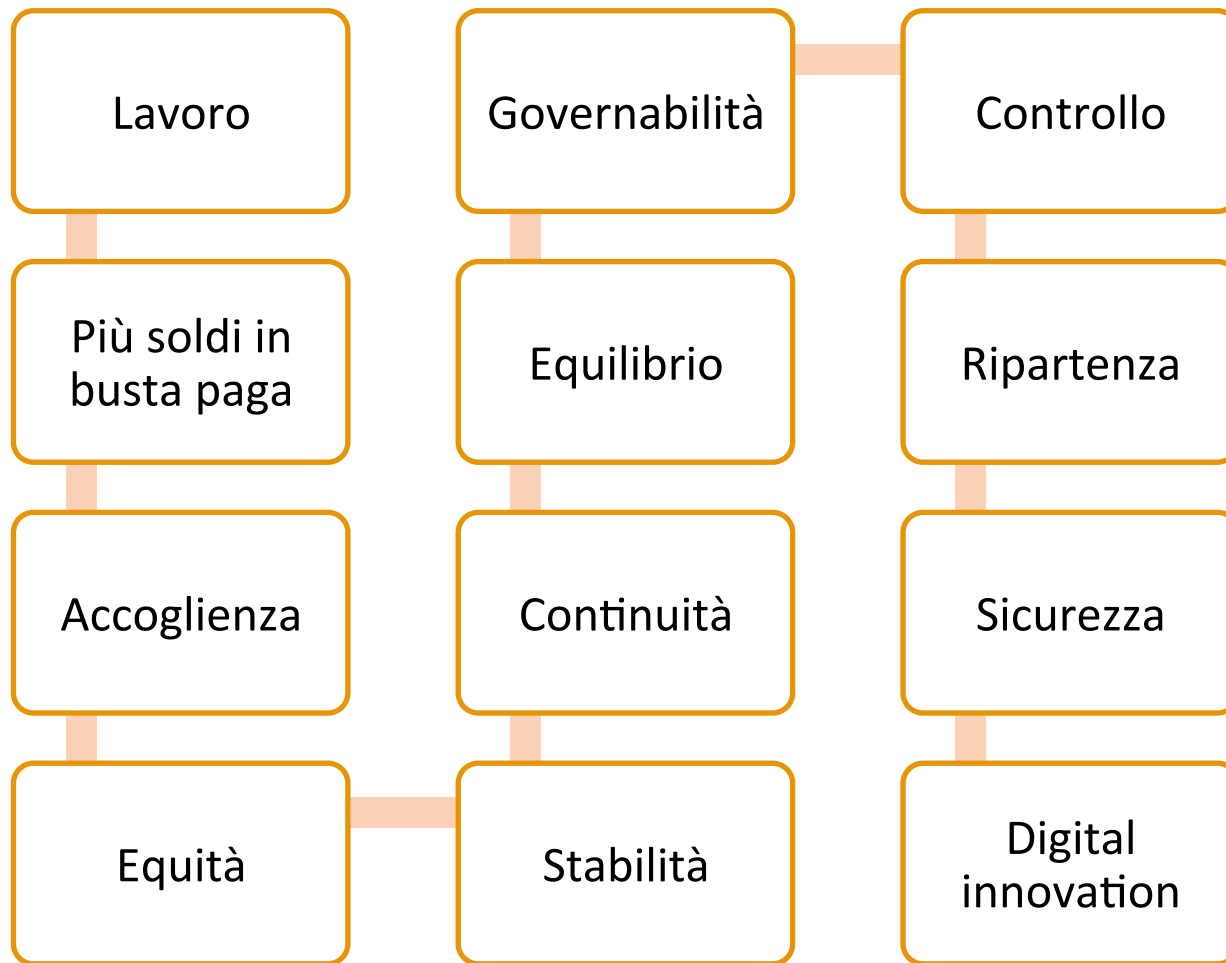 Lavoro
Più soldi in
busta paga
Accoglienza
Equità
Stabilità
Continuità
Equilibrio
Governabilità
Controllo
Ripartenza
Sicurezza
Digital
innovation